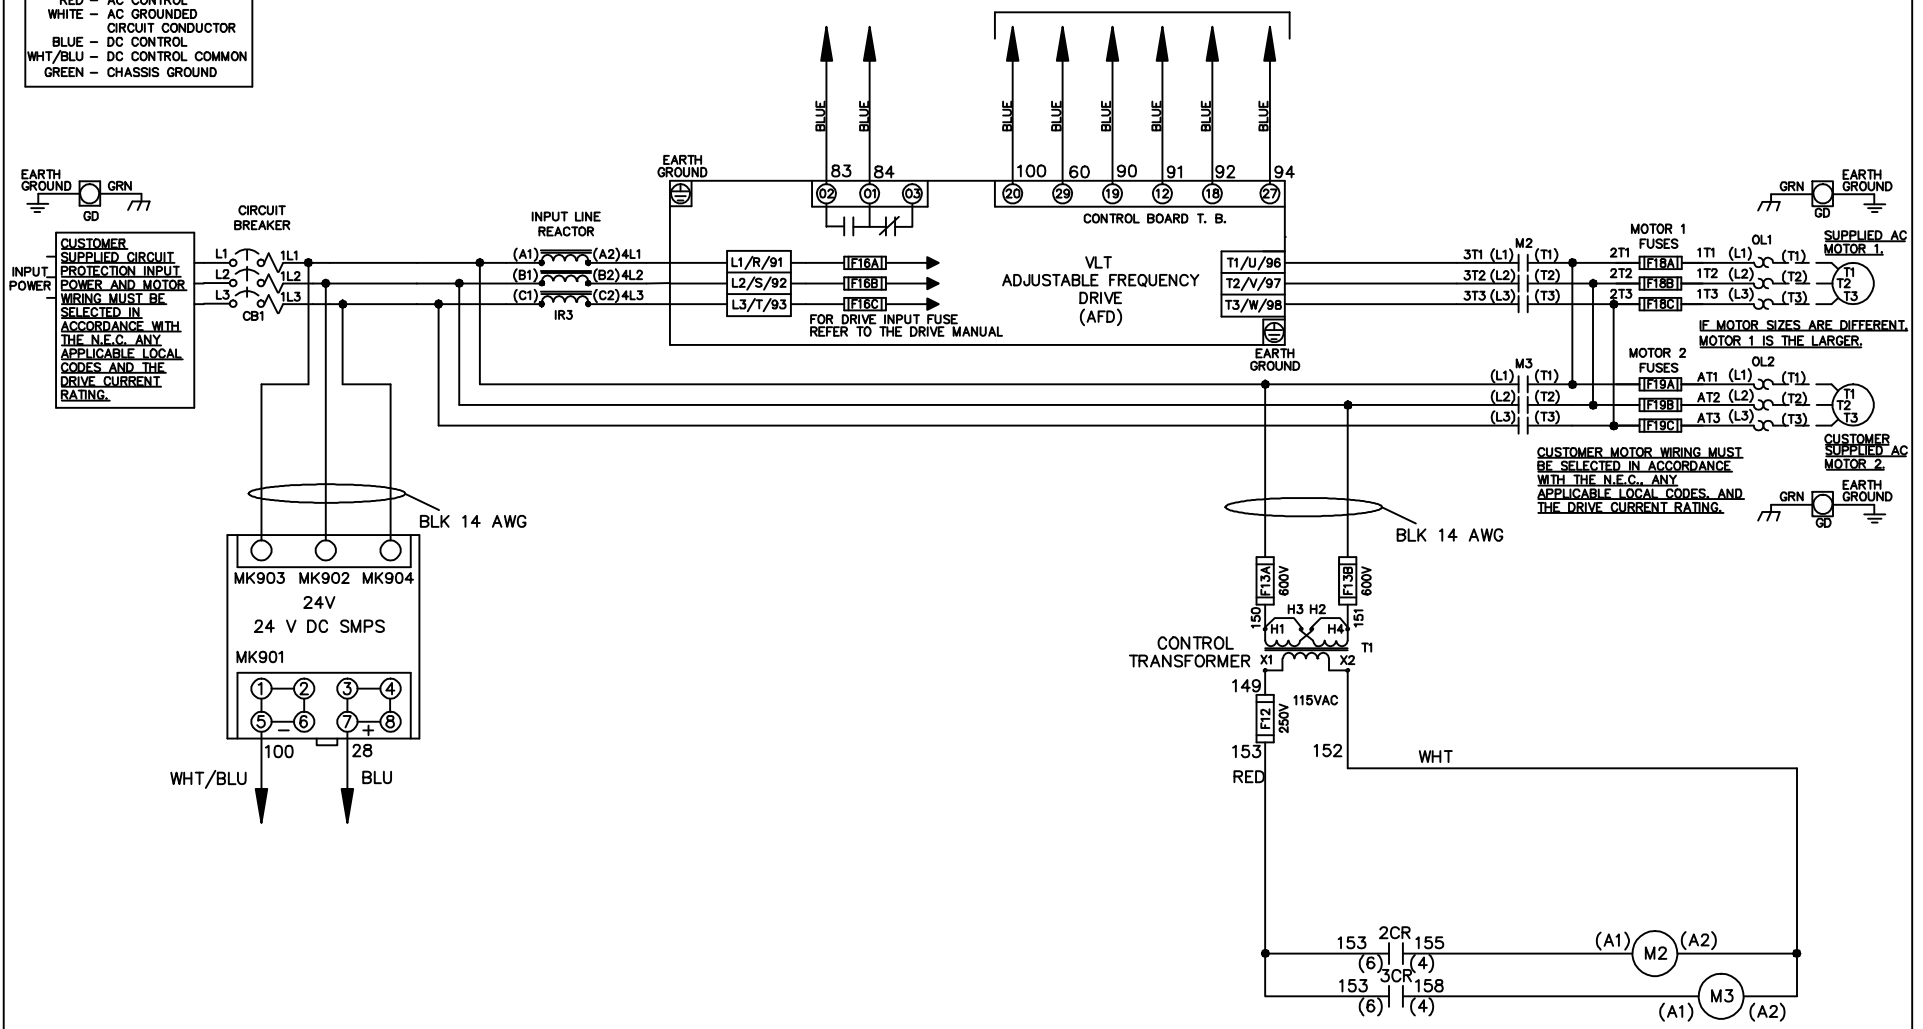 RED - AC CONTROL
WHITE - AC GROUNDED
CIRCUIT CONDUCTOR
BLUE - DC CONTROL
WHT/BLU - DC CONTROL COMMON
GREEN - CHASSIS GROUND
BLUE
BLUE
BLUE
BLUE
BLUE
BLUE
BLUE
BLUE
83
84
100
60
90
91
92
94
02
01
03
20
29
19
12
18
27
CONTROL BOARD T. B.
EARTH
GROUND
GRN
GD
CIRCUIT
BREAKER
INPUT LINE
REACTOR
EARTH
GROUND
INPUT
POWER
CUSTOMER
SUPPLIED CIRCUIT
PROTECTION INPUT
POWER AND MOTOR
WIRING MUST BE
SELECTED IN
ACCORDANCE WITH
THE N.E.C. ANY
APPLICABLE LOCAL
CODES AND THE
DRIVE CURRENT
RATING.
L1
1L1
L2
1L2
L3
1L3
CB1
(A1)
(A2)4L1
(B1)
(B2)4L2
(C1)
(C2)4L3
IR3
L1/R/91
F16A
L2/S/92
F16B
L3/T/93
F16C
FOR DRIVE INPUT FUSE
REFER TO THE DRIVE MANUAL
VLT
ADJUSTABLE FREQUENCY
DRIVE
(AFD)
T1/U/96
T2/V/97
T3/W/98
EARTH
GROUND
M2
3T1 (L1)
(T1)
3T2 (L2)
(T2)
3T3 (L3)
(T3)
MOTOR 1
FUSES
2T1
F18A
1T1 (L1)
(T1)
2T2
F18B
1T2 (L2)
(T2)
2T3
F18C
1T3 (L3)
(T3)
OL1
GRN
GD
EARTH
GROUND
SUPPLIED AC
MOTOR 1.
T1
T2
T3
IF MOTOR SIZES ARE DIFFERENT,
MOTOR 1 IS THE LARGER.
M3
(L1)
(T1)
(L2)
(T2)
(L3)
(T3)
MOTOR 2
FUSES
F19A
AT1 (L1)
(T1)
F19B
AT2 (L2)
(T2)
F19C
AT3 (L3)
(T3)
OL2
T1
T2
T3
CUSTOMER
SUPPLIED AC
MOTOR 2.
CUSTOMER MOTOR WIRING MUST
BE SELECTED IN ACCORDANCE
WITH THE N.E.C., ANY
APPLICABLE LOCAL CODES, AND
THE DRIVE CURRENT RATING.
GRN
GD
EARTH
GROUND
BLK 14 AWG
MK903 MK902 MK904
24V
24 V DC SMPS
MK901
1
2
3
4
5
6
7
8
−
+
100
28
WHT/BLU
BLU
BLK 14 AWG
F13A
600V
F13B
600V
150
151
H3 H2
H1
H4
CONTROL
TRANSFORMER
T1
X1
X2
149
F12
250V
115VAC
153
152
RED
WHT
2CR
153
155
(6)
(4)
(A1)
M2
(A2)
3CR
153
158
(6)
(4)
(A1)
M3
(A2)